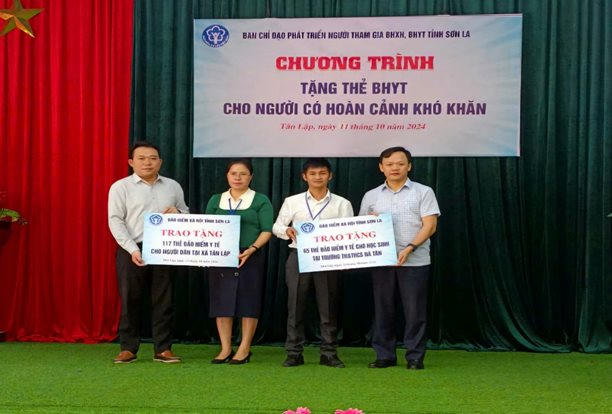 BAN CHỈ ĐẠO PHÁT TRIỂN NGƯỜI THAM GIA BHXH, BHYT TỈNH SƠN LA
CHƯƠNG TRÌNH
TẶNG THẺ BHYT
CHO NGƯỜI CÓ HOÀN CẢNH KHÓ KHĂN
Tân Lập, ngày 11 tháng 10 năm 2024
BẢO HIỂM XÃ HỘI TỈNH SƠN LA
TRAO TẶNG
117 THẺ BẢO HIỂM Y TẾ
CHO NGƯỜI DÂN TẠI XÃ TÂN LẬP
BẢO HIỂM XÃ HỘI TỈNH SƠN LA
TRAO TẶNG
65 THẺ BẢO HIỂM Y TẾ CHO HỌC SINH
TẠI TRƯỜNG TH&THCS NÀ TÂN